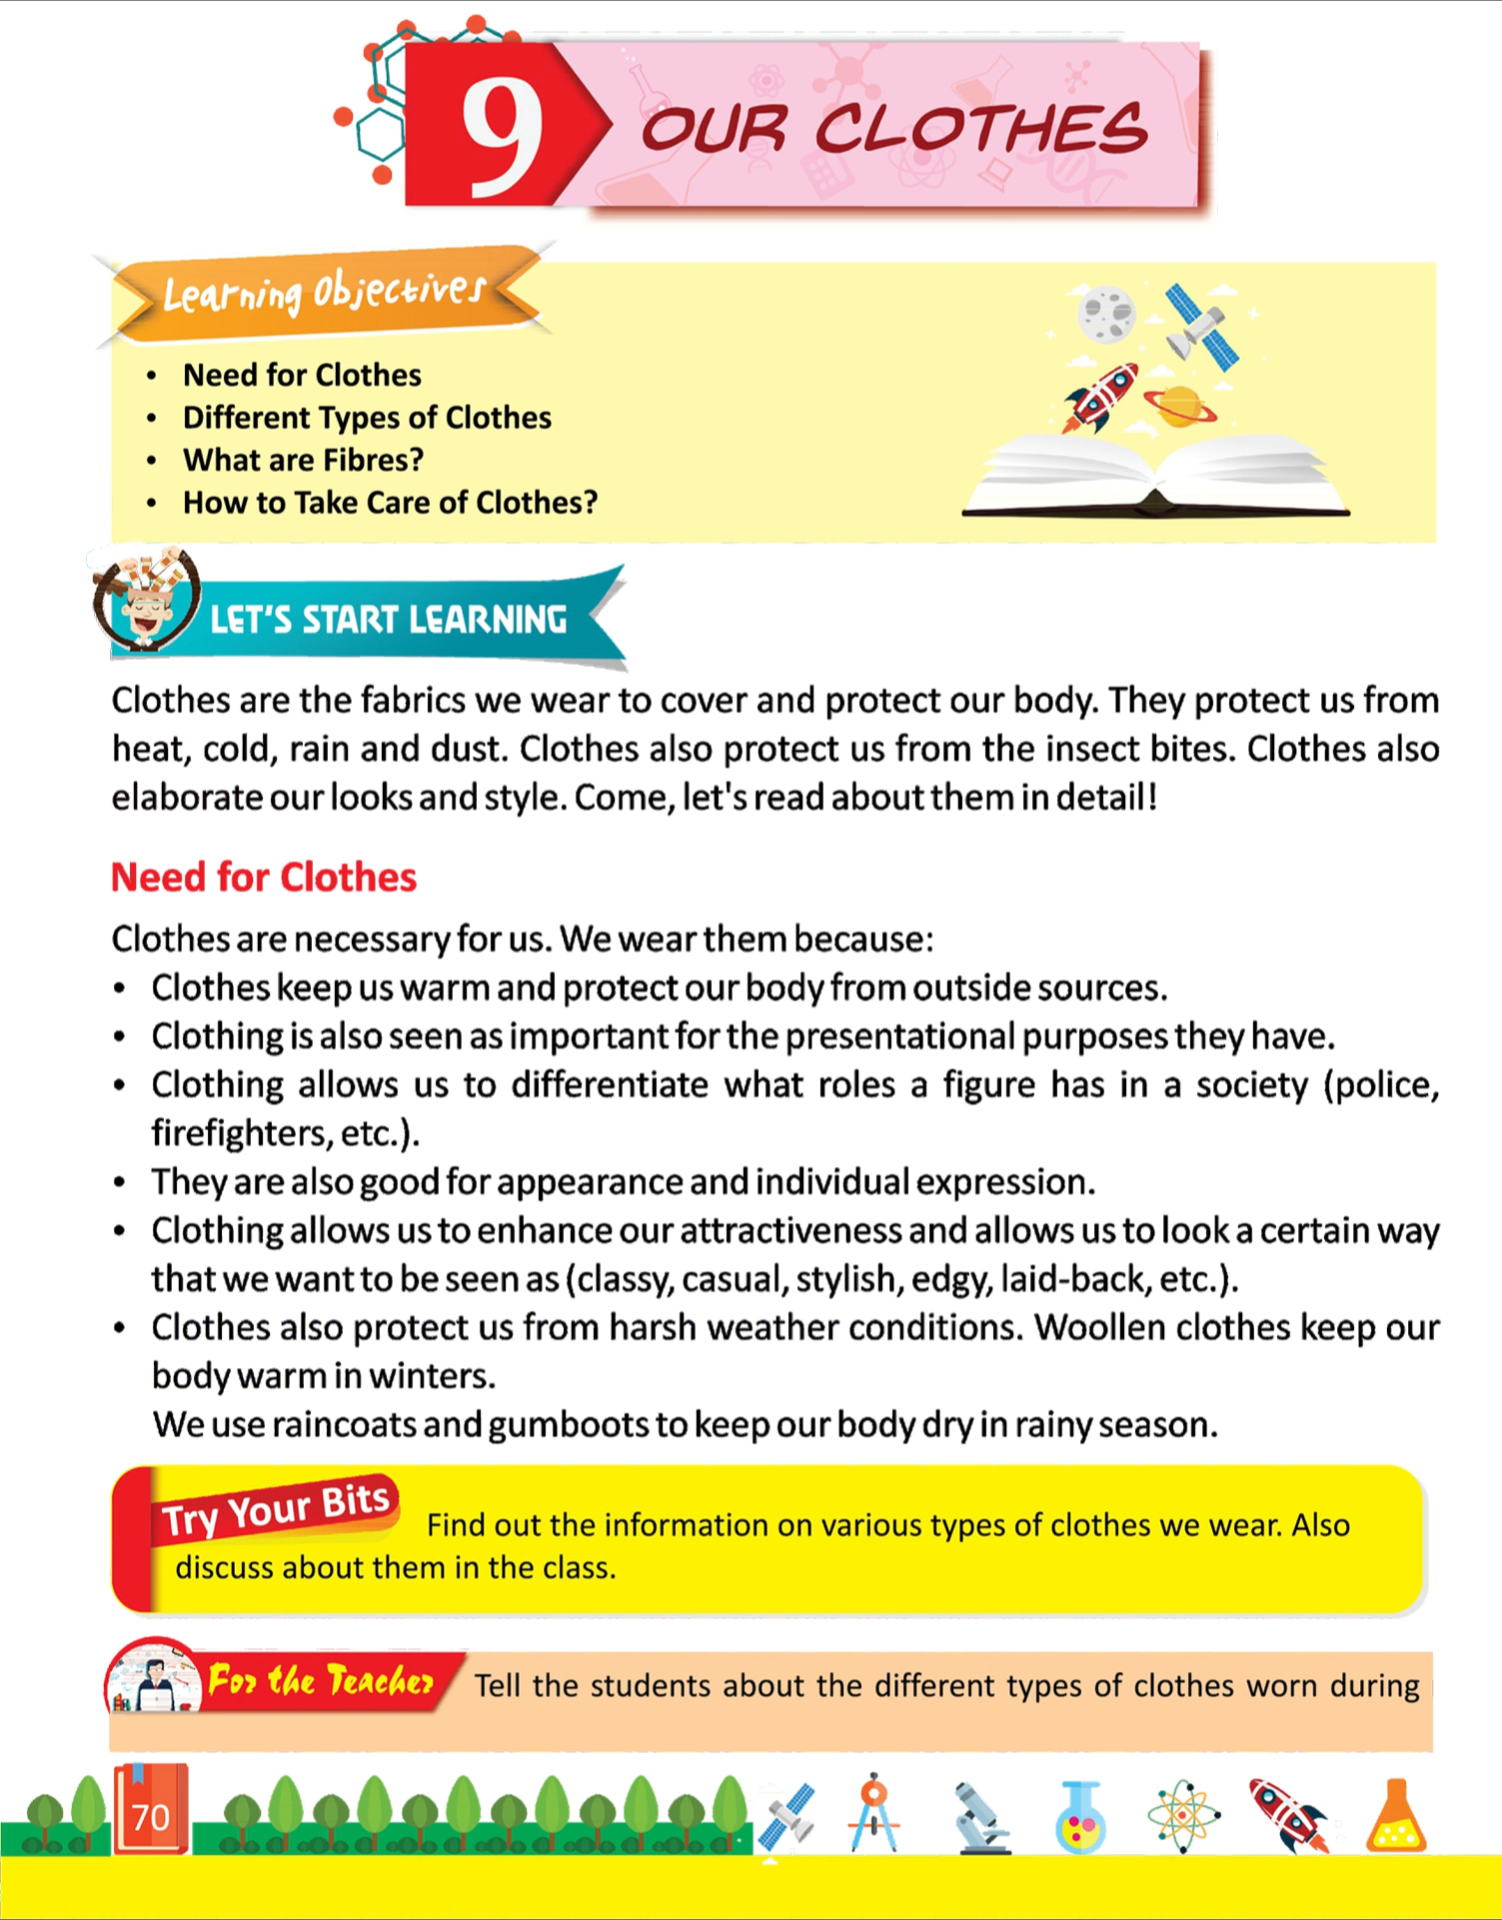 9
OUR CLOTHES
Learning Objectives
• Need for Clothes
• Different Types of Clothes
• What are Fibres?
• How to Take Care of Clothes?
LET'S START LEARNING
Clothes are the fabrics we wear to cover and protect our body. They protect us from
heat, cold, rain and dust. Clothes also protect us from the insect bites. Clothes also
elaborate our looks and style. Come, let's read about them in detail!
Need for Clothes
Clothes are necessary for us. We wear them because:
• Clothes keep us warm and protect our body from outside sources.
• Clothing is also seen as important for the presentational purposes they have.
• Clothing allows us to differentiate what roles a figure has in a society (police,
firefighters, etc.).
• They are also good for appearance and individual expression.
• Clothing allows us to enhance our attractiveness and allows us to look a certain way
that we want to be seen as (classy, casual, stylish, edgy, laid-back, etc.).
• Clothes also protect us from harsh weather conditions. Woollen clothes keep our
body warm in winters.
We use raincoats and gumboots to keep our body dry in rainy season.
Try Your Bits
Find out the information on various types of clothes we wear. Also
discuss about them in the class.
For the Teacher
Tell the students about the different types of clothes worn during
70